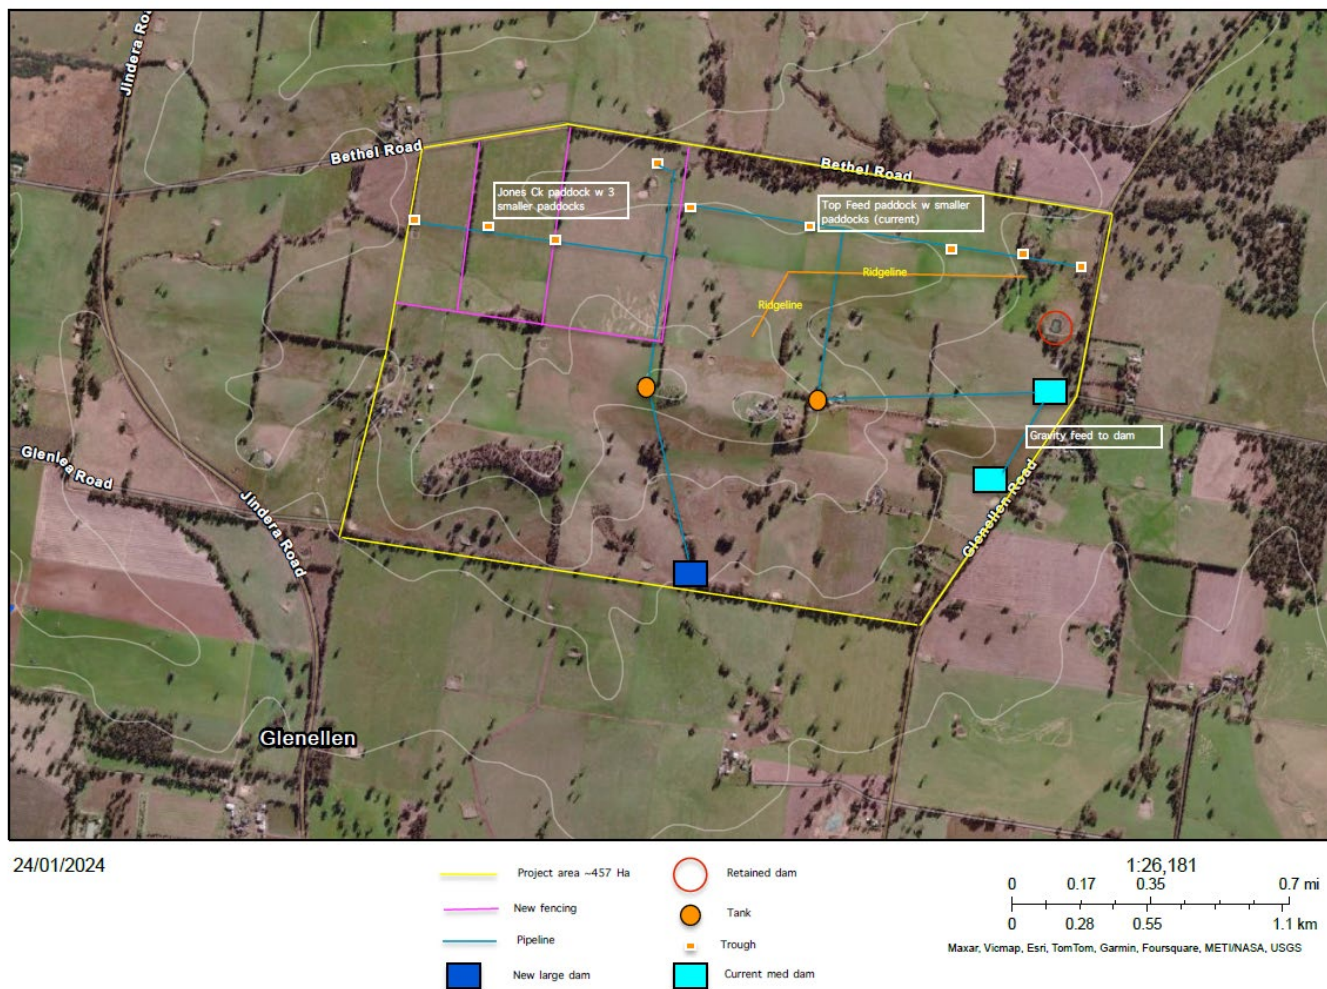 Jindera Roa
Bethel Road
Bethel Road
Jones Ck paddock w 3
smaller paddocks
Top Feed paddock w smaller
paddocks (current)
Ridgeline
Ridgeline
Gravity feed to dam
Glenlea Road
Jindera Road
Glenellen Road
Glenellen
24/01/2024
Project area ~457 Ha
New fencing
Pipeline
New large dam
Retained dam
Tank
Trough
Current med dam
1:26,181
0 0.17 0.35 0.7 mi
0 0.28 0.55 1.1 km
Maxar, Vicmap, Esri, TomTom, Garmin, Foursquare, METI/NASA, USGS